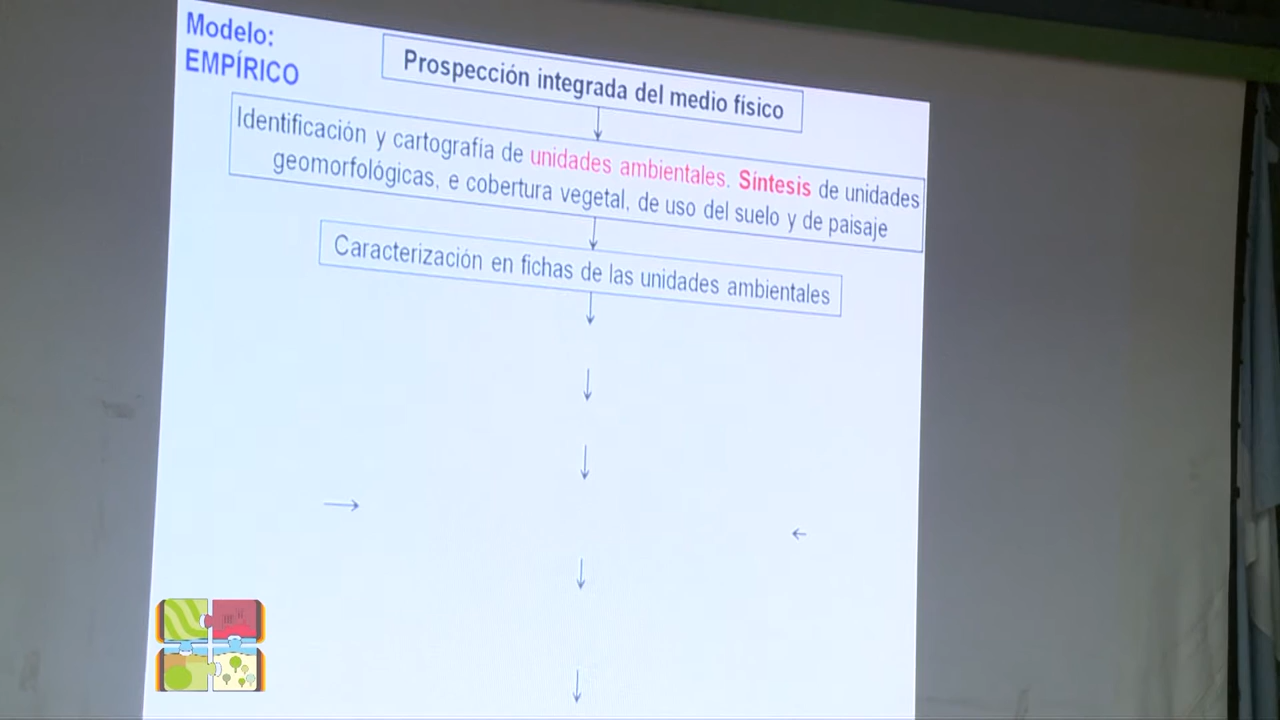 Modelo:
EMPÍRICO
Prospección integrada del medio físico
Identificación y cartografía de unidades ambientales. Síntesis de unidades
geomorfológicas, e cobertura vegetal, de uso del suelo y de paisaje
Caracterización en fichas de las unidades ambientales